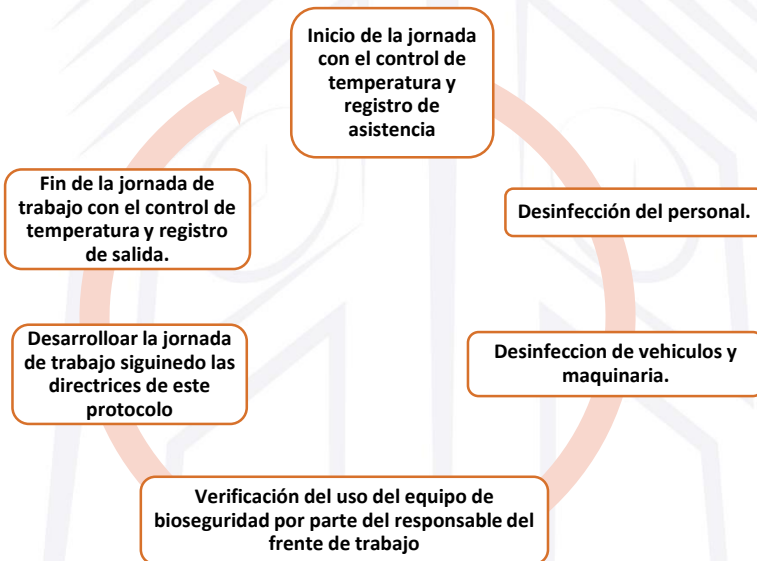 Inicio de la jornada
con el control de
temperatura y
registro de
asistencia
Desinfección del personal.
Desinfeccion de vehiculos y
maquinaria.
Verificación del uso del equipo de
bioseguridad por parte del responsable del
frente de trabajo
Desarrolloar la jornada
de trabajo siguinedo las
directrices de este
protocolo
Fin de la jornada de
trabajo con el control de
temperatura y registro
de salida.